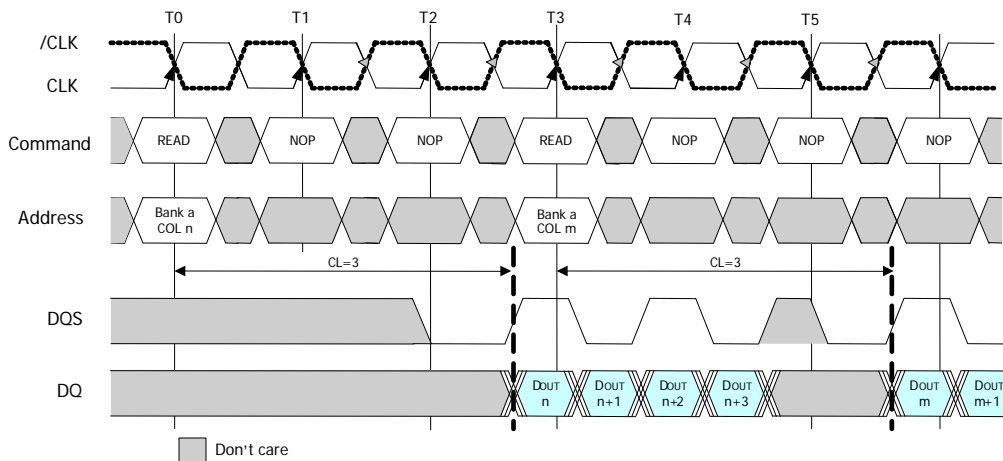 T0 T1 T2 T3 T4 T5
/CLK
CLK
Command READ NOP NOP READ NOP NOP NOP
Address Bank a COL n Bank a COL m
CL=3 CL=3
DQS
DQ DOUT n DOUT n+1 DOUT n+2 DOUT n+3 DOUT m DOUT m+1
Don't care